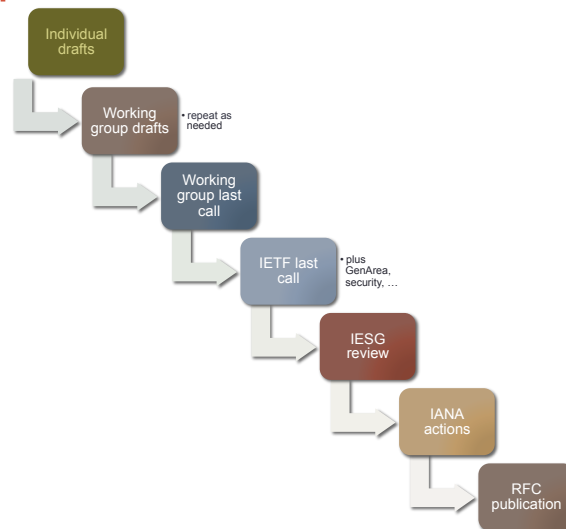 Individual
drafts
Working
group drafts
• repeat as
needed
Working
group last
call
IETF last
call
• plus
GenArea,
security, …
IESG
review
IANA
actions
RFC
publication